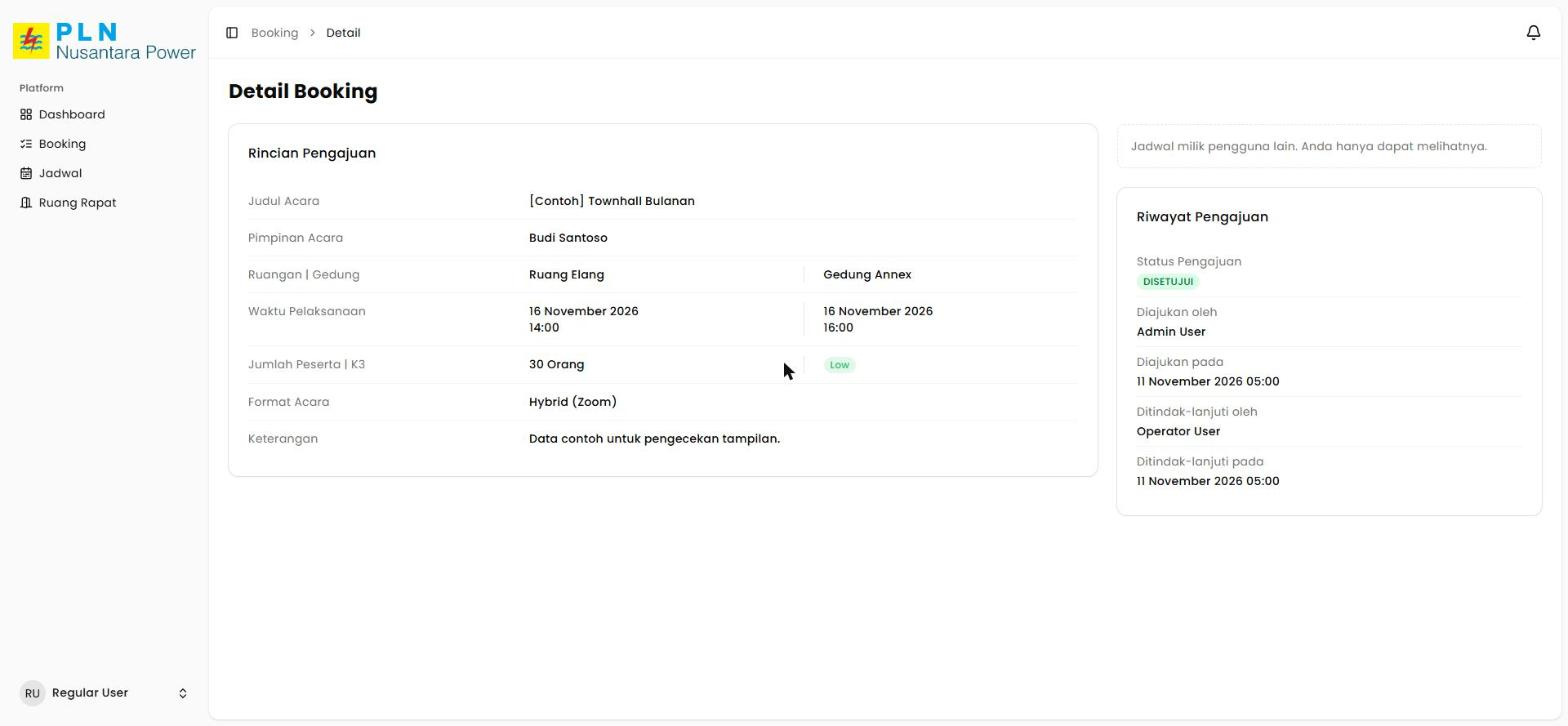 PLN
Nusantara Power
Platform
Dashboard
Booking
Jadwal
Ruang Rapat
RU Regular User
Booking > Detail
Detail Booking
Rincian Pengajuan
Judul Acara [Contoh] Townhall Bulanan
Pimpinan Acara Budi Santoso
Ruangan | Gedung Ruang Elang Gedung Annex
Waktu Pelaksanaan 16 November 2026 16 November 2026
14:00 16:00
Jumlah Peserta | K3 30 Orang Low
Format Acara Hybrid (Zoom)
Keterangan Data contoh untuk pengecekan tampilan.
Jadwal milik pengguna lain. Anda hanya dapat melihatnya.
Riwayat Pengajuan
Status Pengajuan
DISETUJUI
Diajukan oleh
Admin User
Diajukan pada
11 November 2026 05:00
Ditindak-lanjuti oleh
Operator User
Ditindak-lanjuti pada
11 November 2026 05:00